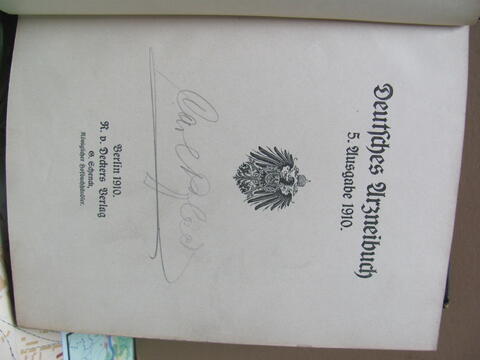 Deutsches Arzneibuch
5. Ausgabe 1910.
Berlin 1910.
R. v. Deckers Verlag
G. Schenck,
Königlicher Hofbuchhändler.